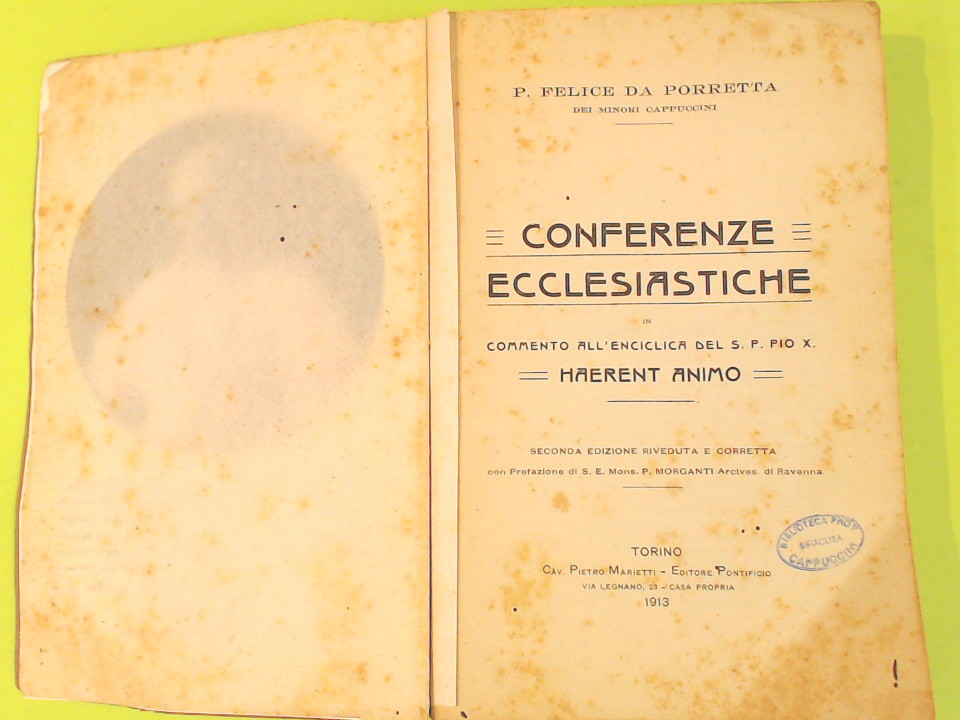 P. FELICE DA PORRETTA
DEI MINORI CAPPUCCINI
CONFERENZE
ECCLESIASTICHE
IN
COMMENTO ALL'ENCICLICA DEL S. P. PIO X.
HAERENT ANIMO
SECONDA EDIZIONE RIVEDUTA E CORRETTA
con Prefazione di S. E. Mons. P. MORGANTI Arcives. di Ravenna
TORINO
CAV. PIETRO MARIETTI - EDITORE PONTIFICIO
VIA LEGNANO, 23 - CASA PROPRIA
1913
BIBLIOTECA PROV.
SIRACUSA
CAPPUCCINI